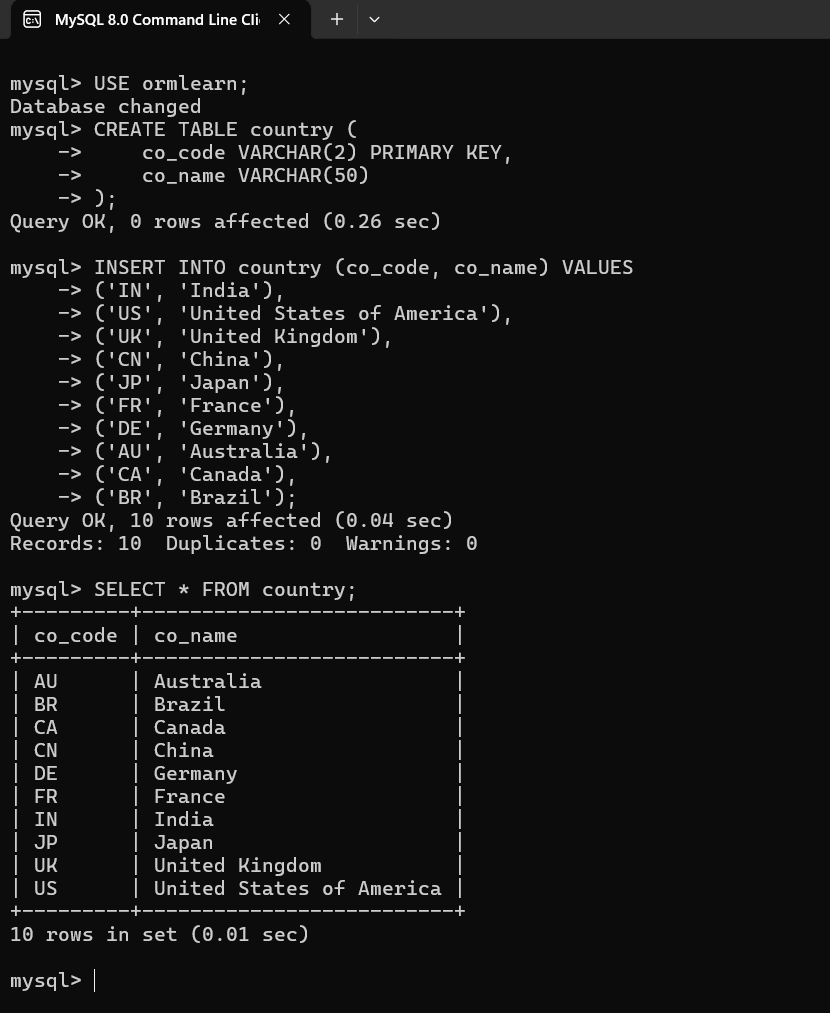 MySQL 8.0 Command Line Cli
mysql> USE ormlearn;
Database changed
mysql> CREATE TABLE country (
    ->     co_code VARCHAR(2) PRIMARY KEY,
    ->     co_name VARCHAR(50)
    -> );
Query OK, 0 rows affected (0.26 sec)

mysql> INSERT INTO country (co_code, co_name) VALUES
    -> ('IN', 'India'),
    -> ('US', 'United States of America'),
    -> ('UK', 'United Kingdom'),
    -> ('CN', 'China'),
    -> ('JP', 'Japan'),
    -> ('FR', 'France'),
    -> ('DE', 'Germany'),
    -> ('AU', 'Australia'),
    -> ('CA', 'Canada'),
    -> ('BR', 'Brazil');
Query OK, 10 rows affected (0.04 sec)
Records: 10  Duplicates: 0  Warnings: 0

mysql> SELECT * FROM country;
+---------+--------------------------+
| co_code | co_name                  |
+---------+--------------------------+
| AU      | Australia                |
| BR      | Brazil                   |
| CA      | Canada                   |
| CN      | China                    |
| DE      | Germany                  |
| FR      | France                   |
| IN      | India                    |
| JP      | Japan                    |
| UK      | United Kingdom           |
| US      | United States of America |
+---------+--------------------------+
10 rows in set (0.01 sec)

mysql>